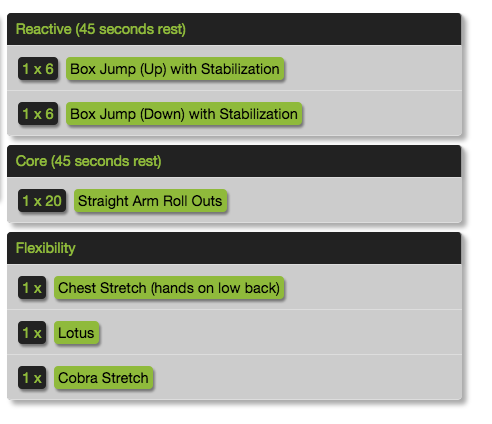 Reactive (45 seconds rest)
1 x 6 Box Jump (Up) with Stabilization
1 x 6 Box Jump (Down) with Stabilization
Core (45 seconds rest)
1 x 20 Straight Arm Roll Outs
Flexibility
1 x Chest Stretch (hands on low back)
1 x Lotus
1 x Cobra Stretch